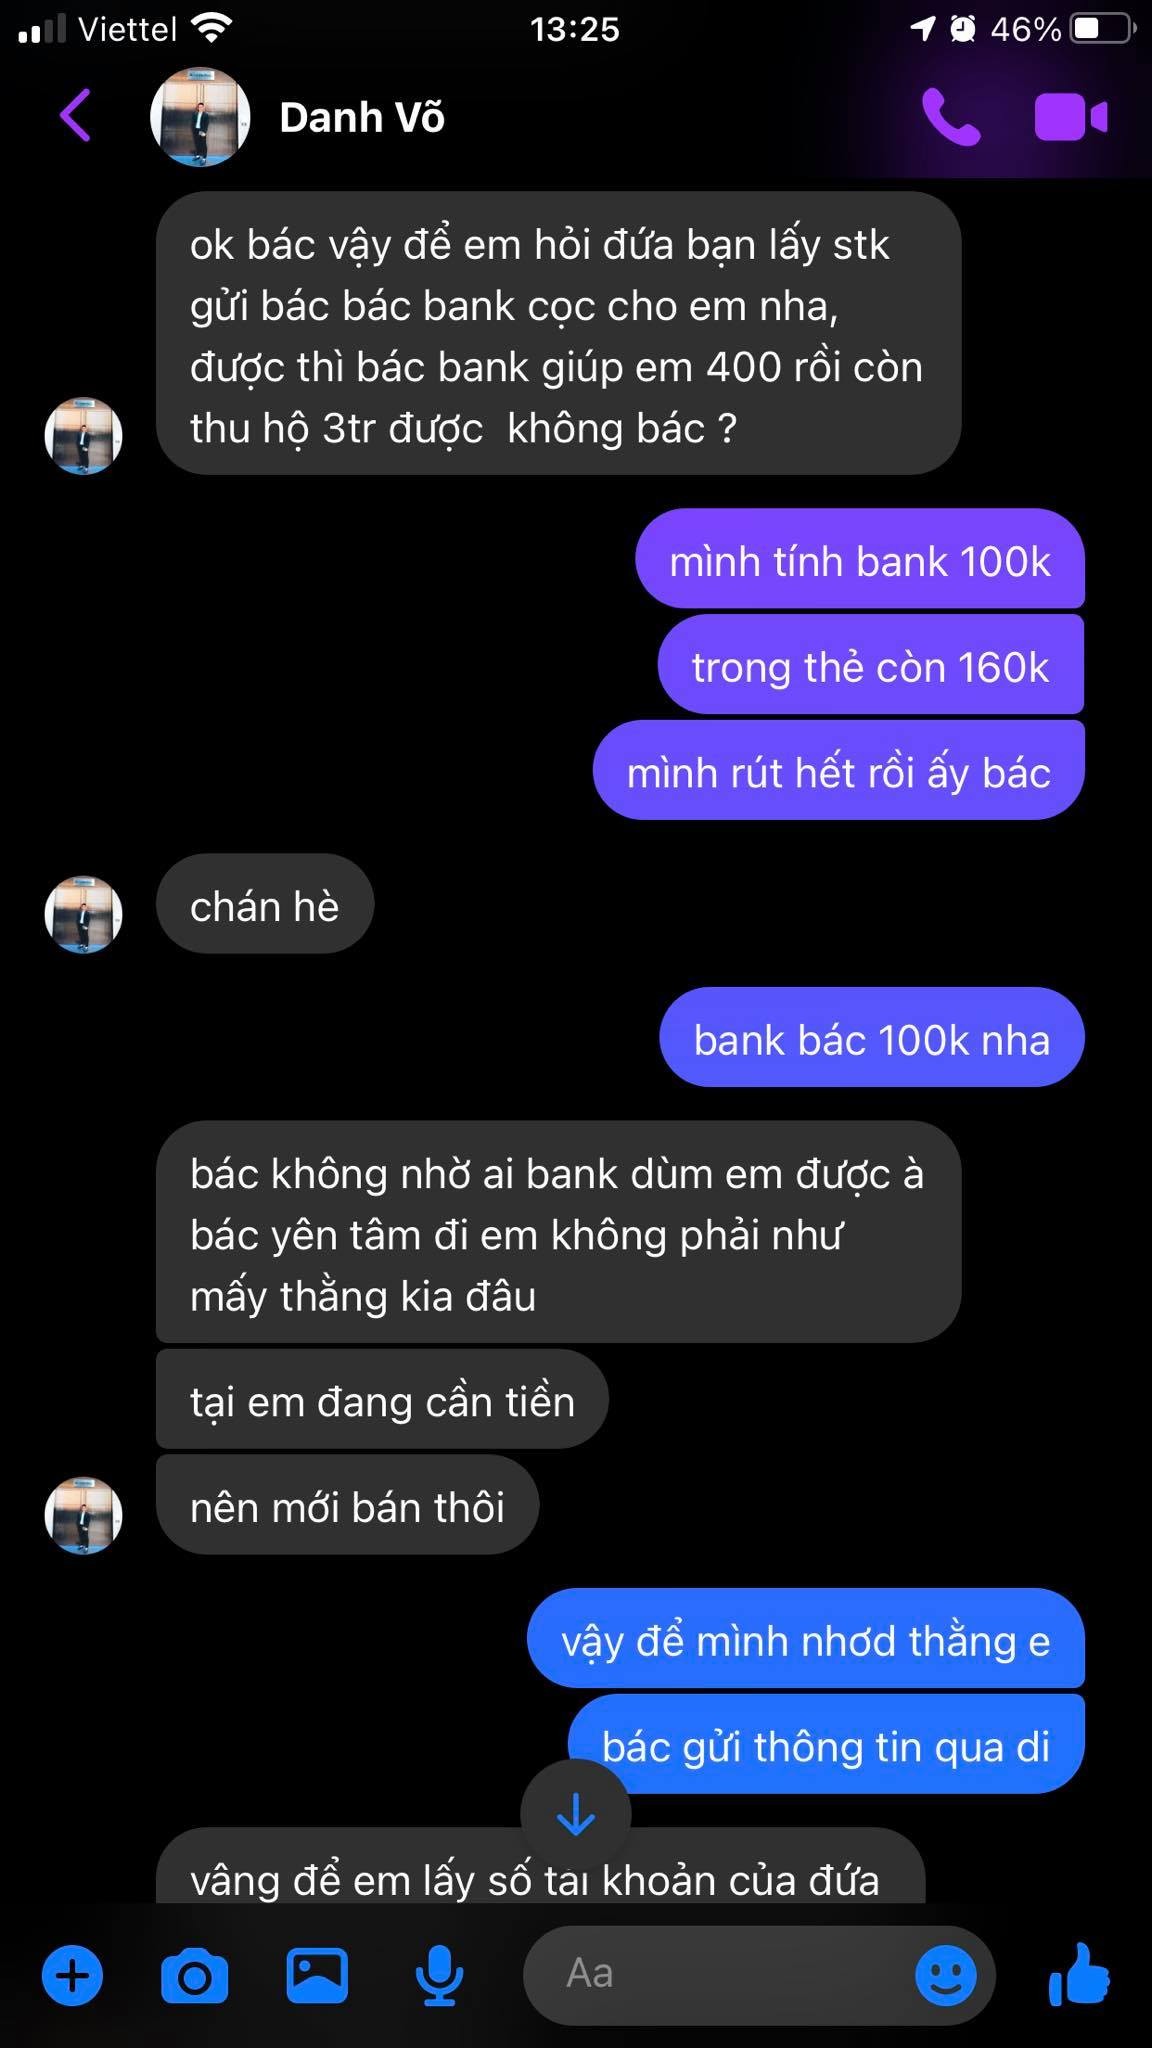 Viettel
13:25
46%
Danh Võ
ok bác vậy để em hỏi đứa bạn lấy stk
gửi bác bác bank cọc cho em nha,
được thì bác bank giúp em 400 rồi còn
thu hộ 3tr được  không bác ?
mình tính bank 100k
trong thẻ còn 160k
mình rút hết rồi ấy bác
chán hè
bank bác 100k nha
bác không nhờ ai bank dùm em được à
bác yên tâm đi em không phải như
mấy thằng kia đâu
tại em đang cần tiền
nên mới bán thôi
vậy để mình nhơd thằng e
bác gửi thông tin qua di
vâng để em lấy số tài khoản của đứa
Aa